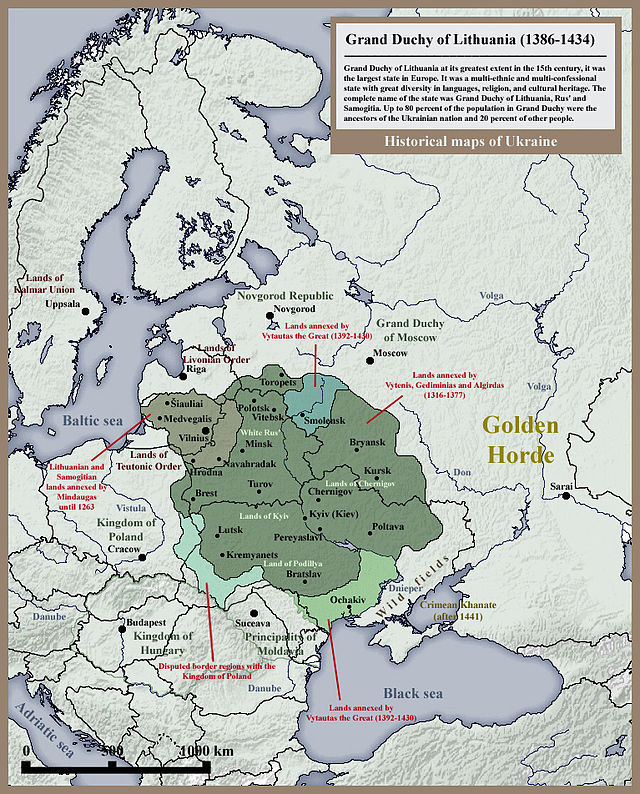 Grand Duchy of Lithuania (1386-1434)
Grand Duchy of Lithuania at its greatest extent in the 15th century, it was
the largest state in Europe. It was a multi-ethnic and multi-confessional
state with great diversity in languages, religion, and cultural heritage. The
complete name of the state was Grand Duchy of Lithuania, Rus' and
Samogitia. Up to 80 percent of the population in Grand Duchy were the
ancestors of the Ukrainian nation and 20 percent of other people.
Historical maps of Ukraine
Lands of
Kalmar Union
Uppsala
Novgorod Republic
Novgorod
Volga
Lands annexed by
Vytautas the Great (1392-1430)
Grand Duchy
of Moscow
Moscow
Lands of
Livonian Order
Riga
Toropets
Lands annexed by
Vytenis, Gediminias and Algirdas
(1316-1377)
Volga
Šiauliai
Medvegalis
Polotsk
Vitebsk
Smolensk
Baltic sea
Vilnius
White Rus'
Minsk
Bryansk
Golden
Horde
Lands of
Teutonic Order
Navahradak
Hrodna
Kursk
Don
Lithuanian and
Samogitian
lands annexed by
Mindaugas
until 1263
Brest
Turov
Lands of Chernigov
Chernigov
Sarai
Vistula
Kingdom of
Poland
Cracow
Lutsk
Lands of Kyiv
Kyiv (Kiev)
Pereyaslavl
Poltava
Kremyanets
Land of Podillya
Bratslav
Dnieper
Wild fields
Ochakiv
Crimean Khanate
(after 1441)
Danube
Budapest
Suceava
Kingdom of
Hungary
Principality of
Moldavia
Disputed border regions with the
Kingdom of Poland
Danube
Black sea
Lands annexed by
Vytautas the Great (1392-1430)
Adriatic sea
0 500 1000 km